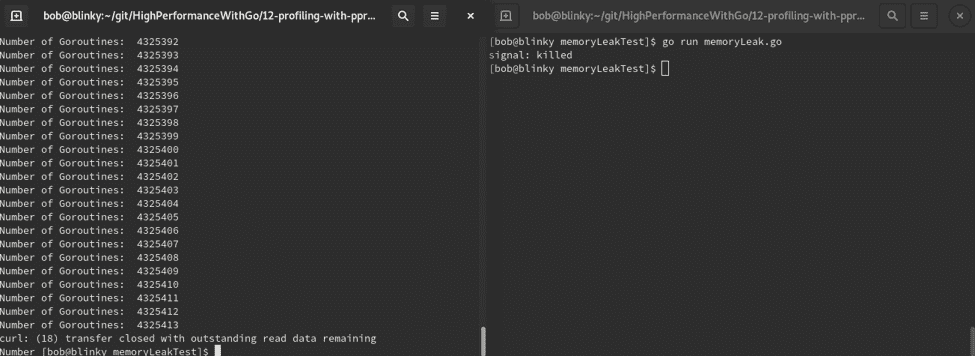 bob@blinky:~/git/HighPerformanceWithGo/12-profiling-with-ppr...
Number of Goroutines:  4325392
Number of Goroutines:  4325393
Number of Goroutines:  4325394
Number of Goroutines:  4325395
Number of Goroutines:  4325396
Number of Goroutines:  4325397
Number of Goroutines:  4325398
Number of Goroutines:  4325399
Number of Goroutines:  4325400
Number of Goroutines:  4325401
Number of Goroutines:  4325402
Number of Goroutines:  4325403
Number of Goroutines:  4325404
Number of Goroutines:  4325405
Number of Goroutines:  4325406
Number of Goroutines:  4325407
Number of Goroutines:  4325408
Number of Goroutines:  4325409
Number of Goroutines:  4325410
Number of Goroutines:  4325411
Number of Goroutines:  4325412
Number of Goroutines:  4325413
curl: (18) transfer closed with outstanding read data remaining
Number [bob@blinky memoryLeakTest]$
bob@blinky:~/git/HighPerformanceWithGo/12-profiling-with-ppr...
[bob@blinky memoryLeakTest]$ go run memoryLeak.go
signal: killed
[bob@blinky memoryLeakTest]$